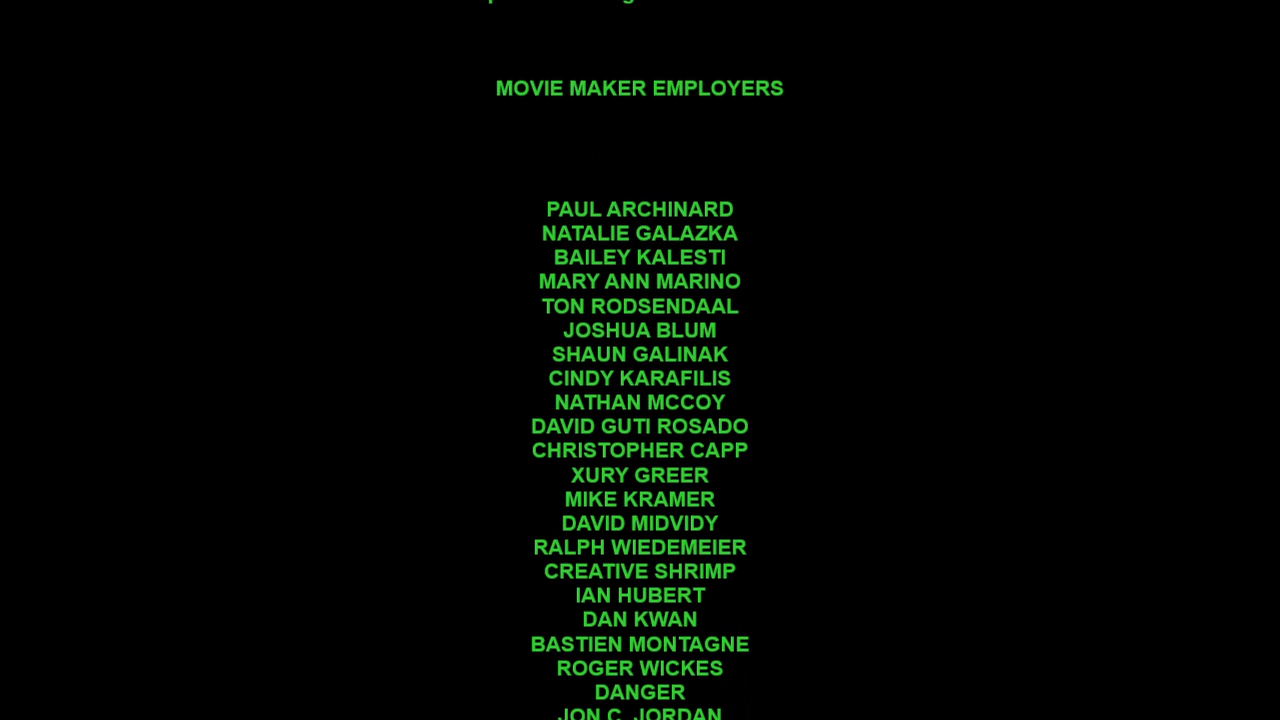 MOVIE MAKER EMPLOYERS
PAUL ARCHINARD
NATALIE GALAZKA
BAILEY KALESTI
MARY ANN MARINO
TON RODSENDAAL
JOSHUA BLUM
SHAUN GALINAK
CINDY KARAFILIS
NATHAN MCCOY
DAVID GUTI ROSADO
CHRISTOPHER CAPP
XURY GREER
MIKE KRAMER
DAVID MIDVIDY
RALPH WIEDEMEIER
CREATIVE SHRIMP
IAN HUBERT
DAN KWAN
BASTIEN MONTAGNE
ROGER WICKES
DANGER
JON C. JORDAN